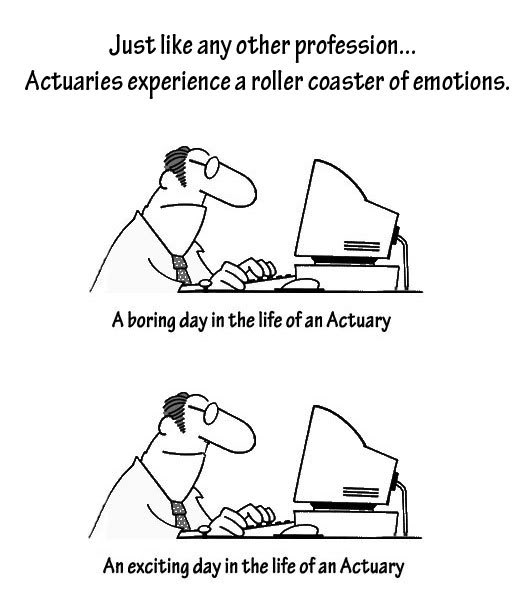 Just like any other profession...
Actuaries experience a roller coaster of emotions.
A boring day in the life of an Actuary
An exciting day in the life of an Actuary